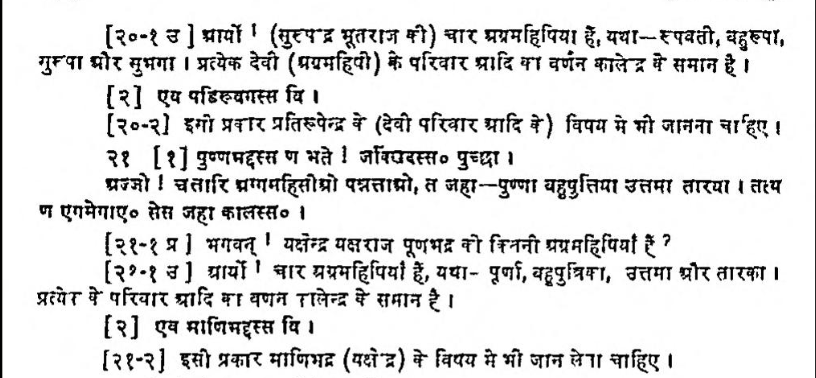 [२०-१ उ] आर्यो ! (सुरूपेन्द्र भूतराज की) चार अग्रमहिषिया हैं, यथा—रूपवती, बहुरूपा,
सुरूपा और सुभगा । प्रत्येक देवी (अग्रमहिषी) के परिवार आदि का वर्णन कालेन्द्र के समान है ।
[२] एव पडिरूवगस्स वि ।
[२०-२] इसी प्रकार प्रतिरूपेन्द्र के (देवी परिवार आदि के) विषय मे भी जानना चाहिए ।
२१ [१] पुण्णभद्दस्स ण भते ! जक्खिदस्स० पुच्छा ।
अज्जो ! चत्तारि अग्गमहिसीओ पन्नत्ताओ, त जहा—पुण्णा बहुपुत्तिया उत्तमा तारया । तत्थ
ण एगमेगाए० सेस जहा कालस्स० ।
[२१-१ प्र] भगवन् ! यक्षेन्द्र यक्षराज पूणभद्र की कितनी अग्रमहिषियाँ हैं ?
[२१-१ उ] आर्यो ! चार अग्रमहिषियाँ हैं, यथा- पूर्णा, बहुपुत्रिका, उत्तमा और तारका ।
प्रत्येक के परिवार आदि का वणन कालेन्द्र के समान है ।
[२] एव माणिभद्दस्स वि ।
[२१-२] इसी प्रकार माणिभद्र (यक्षेन्द्र) के विषय मे भी जान लेना चाहिए ।